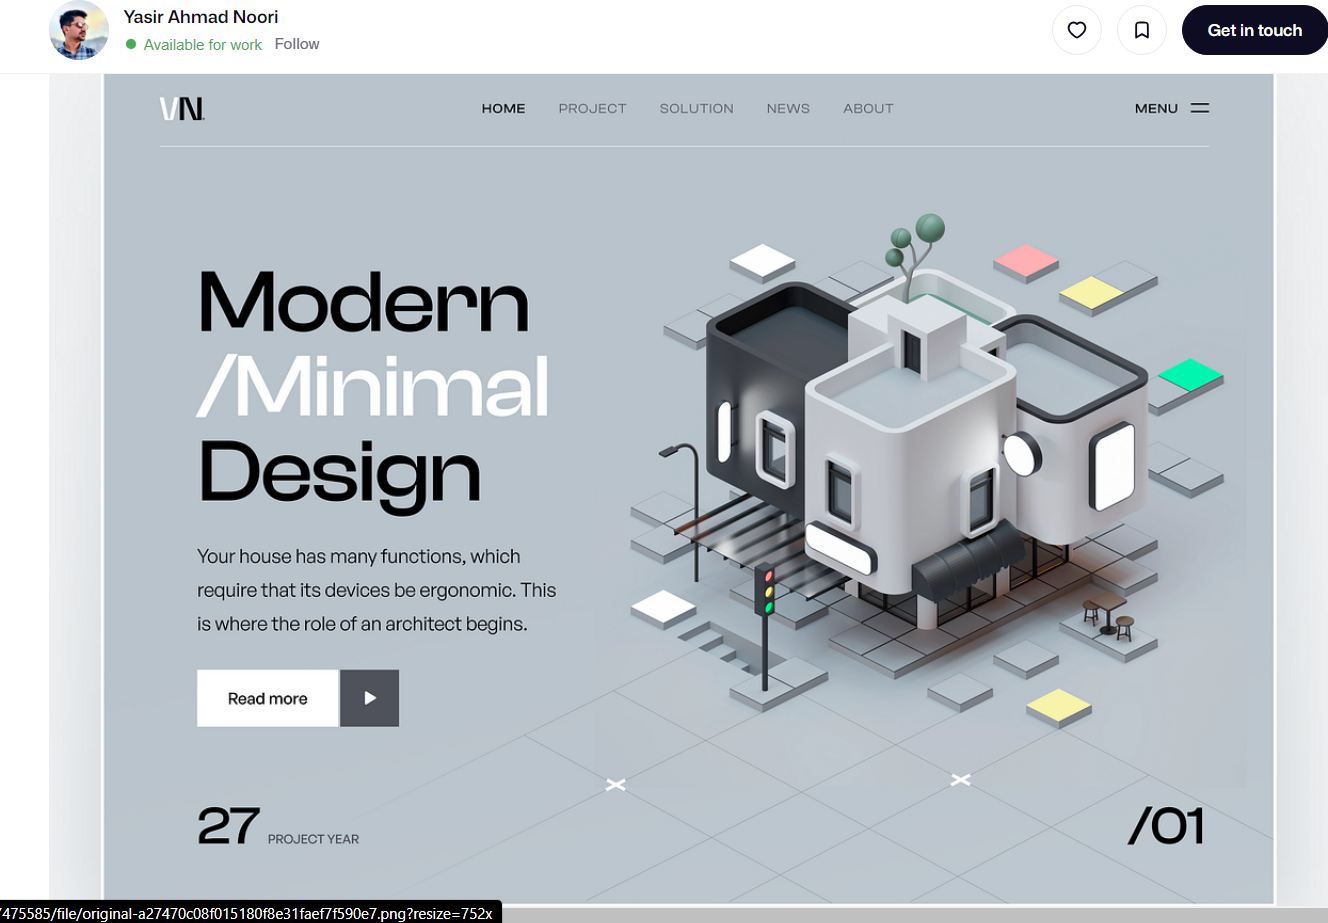 Yasir Ahmad Noori
Available for work Follow
Get in touch
VN.
HOME PROJECT SOLUTION NEWS ABOUT
MENU
Modern
/Minimal
Design
Your house has many functions, which
require that its devices be ergonomic. This
is where the role of an architect begins.
Read more
27 PROJECT YEAR
/01
/475585/file/original-a27470c08f015180f8e31faef7f590e7.png?resize=752x